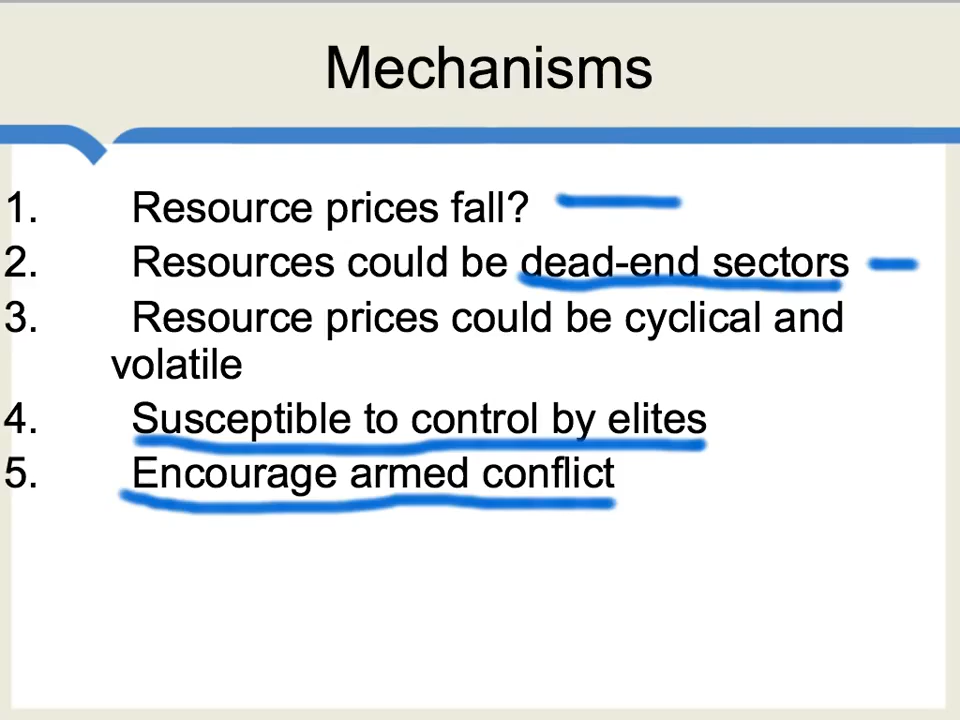 Mechanisms
1. Resource prices fall?
2. Resources could be dead-end sectors
3. Resource prices could be cyclical and
volatile
4. Susceptible to control by elites
5. Encourage armed conflict